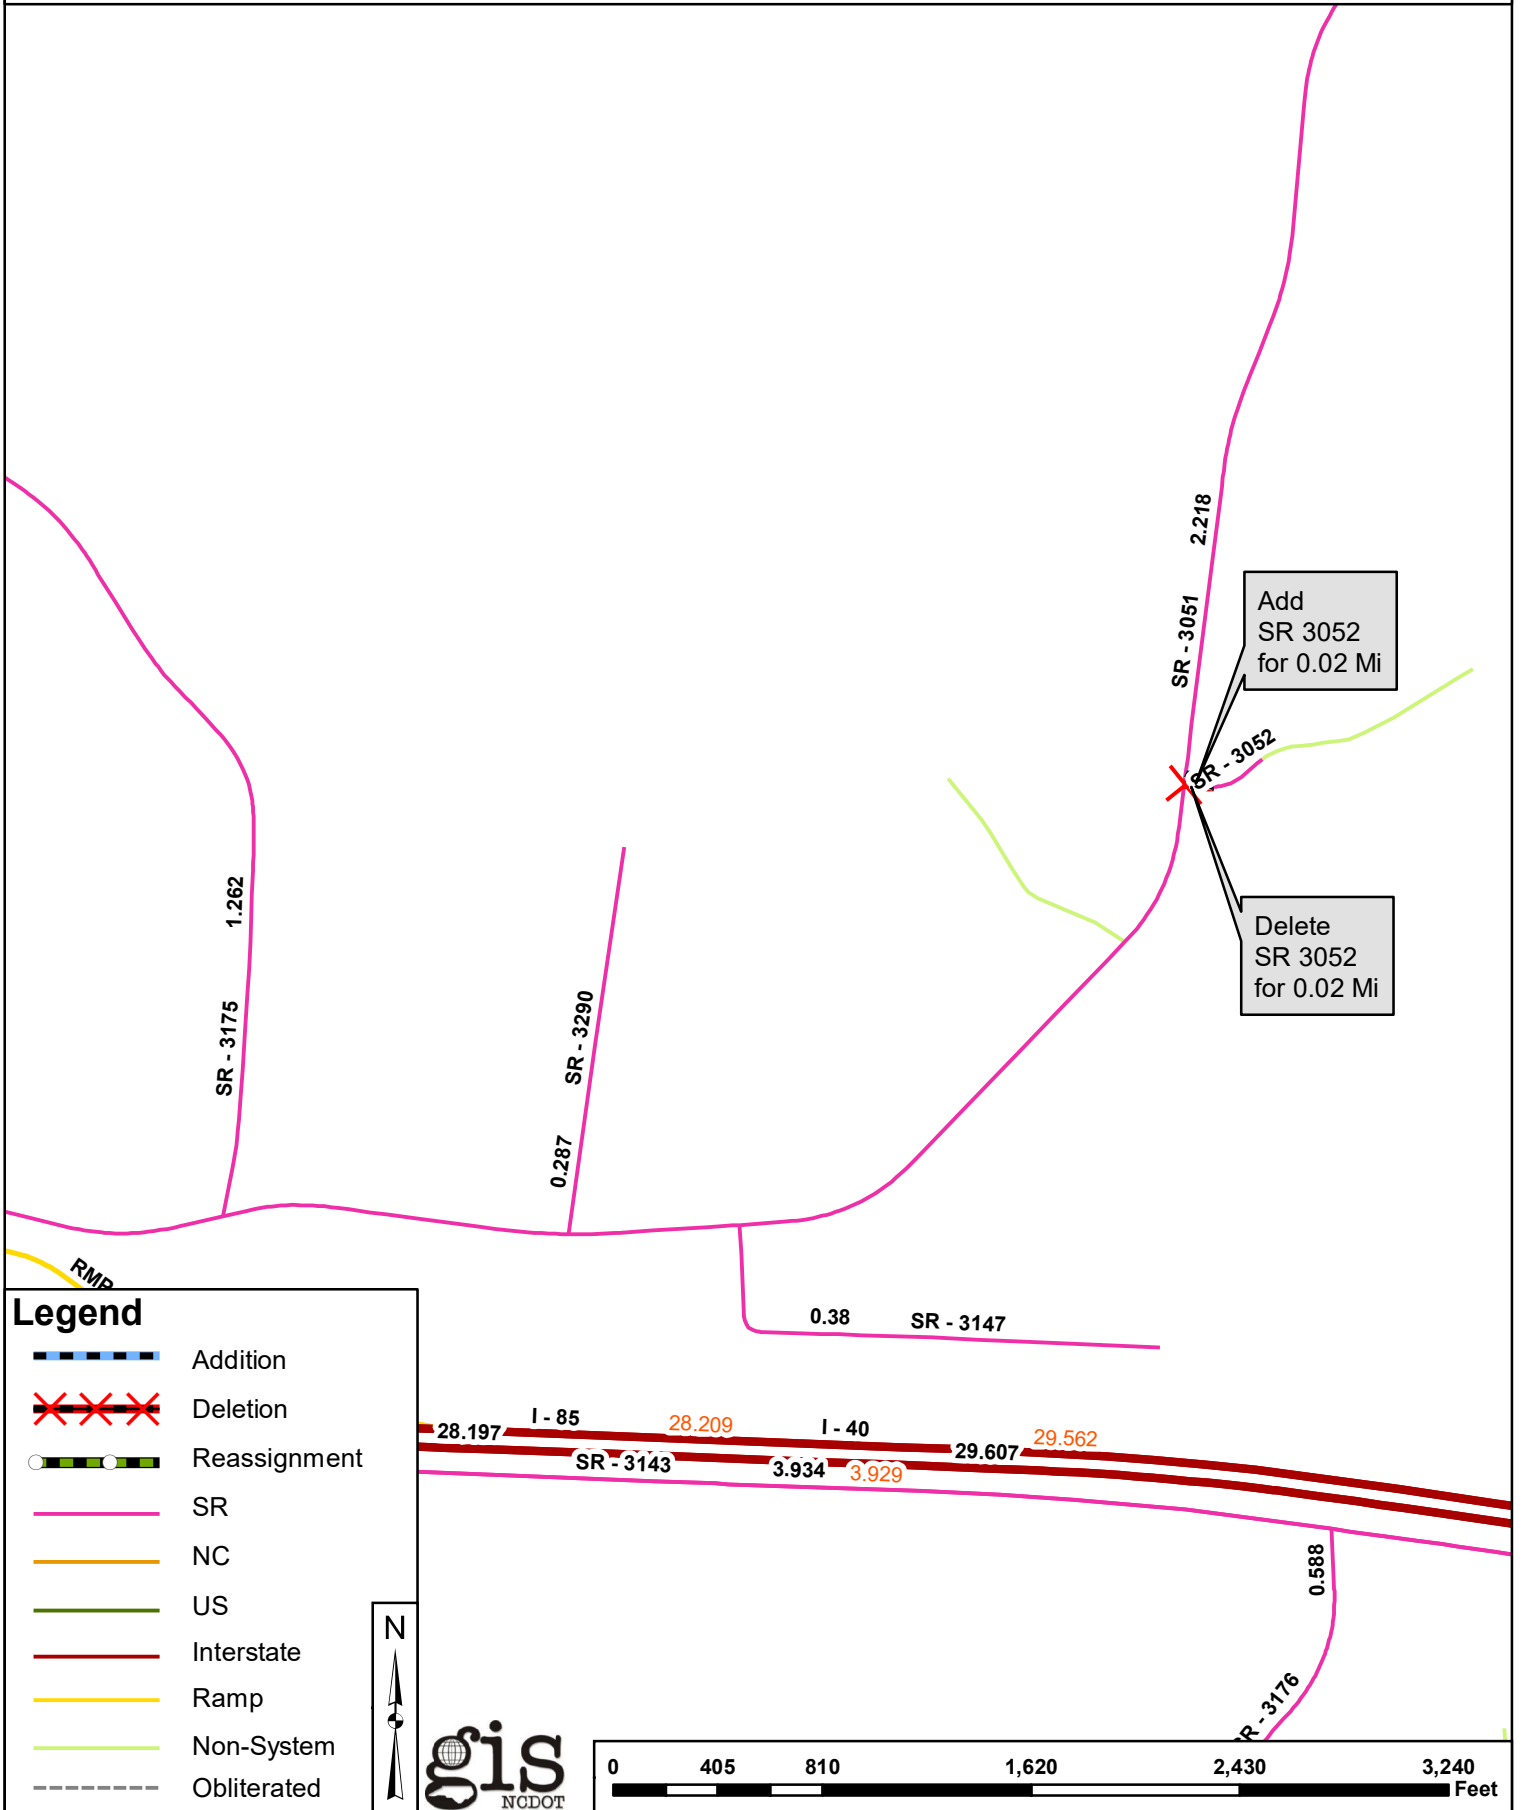 2.218
SR - 3051
Add
SR 3052
for 0.02 Mi
SR - 3052
Delete
SR 3052
for 0.02 Mi
1.262
SR - 3175
SR - 3290
0.287
RMP
0.38 SR - 3147
I - 85 28.209 I - 40 29.562
28.197 29.607
SR - 3143 3.934 3.929
0.588
SR - 3176
Legend
Addition
Deletion
Reassignment
SR
NC
US
Interstate
Ramp
Non-System
Obliterated
N
gis
NCDOT
0 405 810 1,620 2,430 3,240
Feet